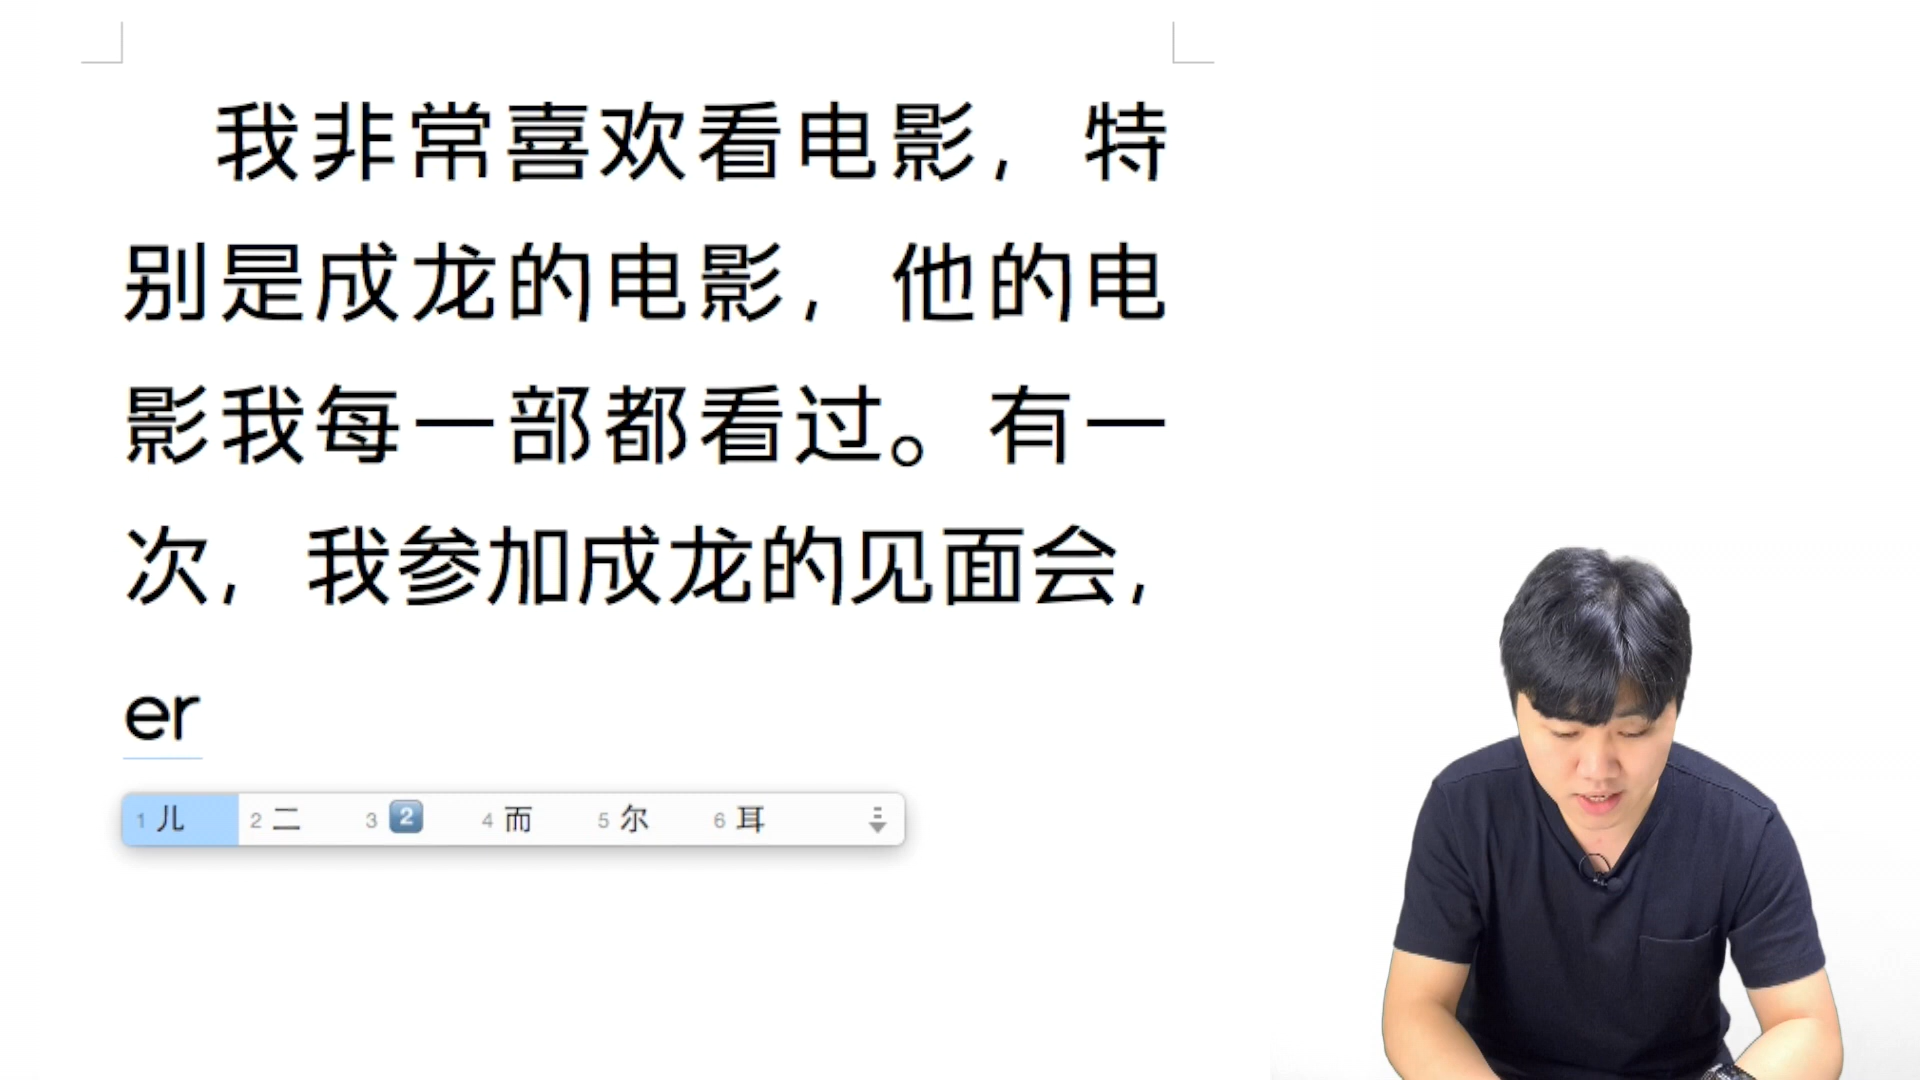 我非常喜欢看电影，特
别是成龙的电影，他的电
影我每一部都看过。有一
次，我参加成龙的见面会，
er
1 儿 2 二 3 2️⃣ 4 而 5 尔 6 耳